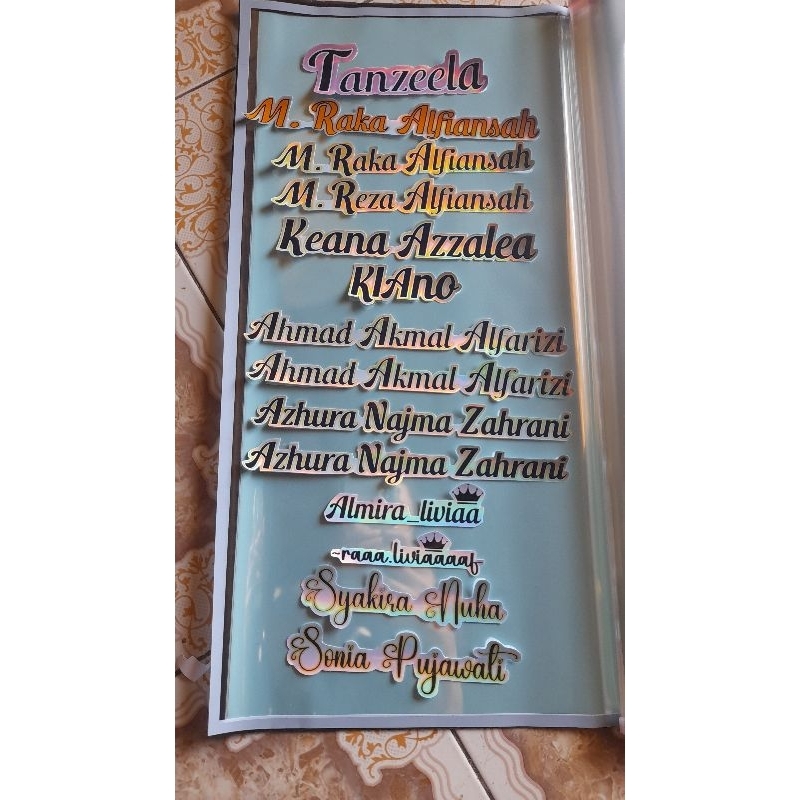 Tanzeela
M. Raka Alfiansah
M. Raka Alfiansah
M. Reza Alfiansah
Keana Azzalea
KIAno
Ahmad Akmal Alfarizi
Ahmad Akmal Alfarizi
Azhura Najma Zahrani
Azhura Najma Zahrani
Almira_liviaa
~raaa.liviaaaaf
Syakira Nuha
Sonia Pujawati